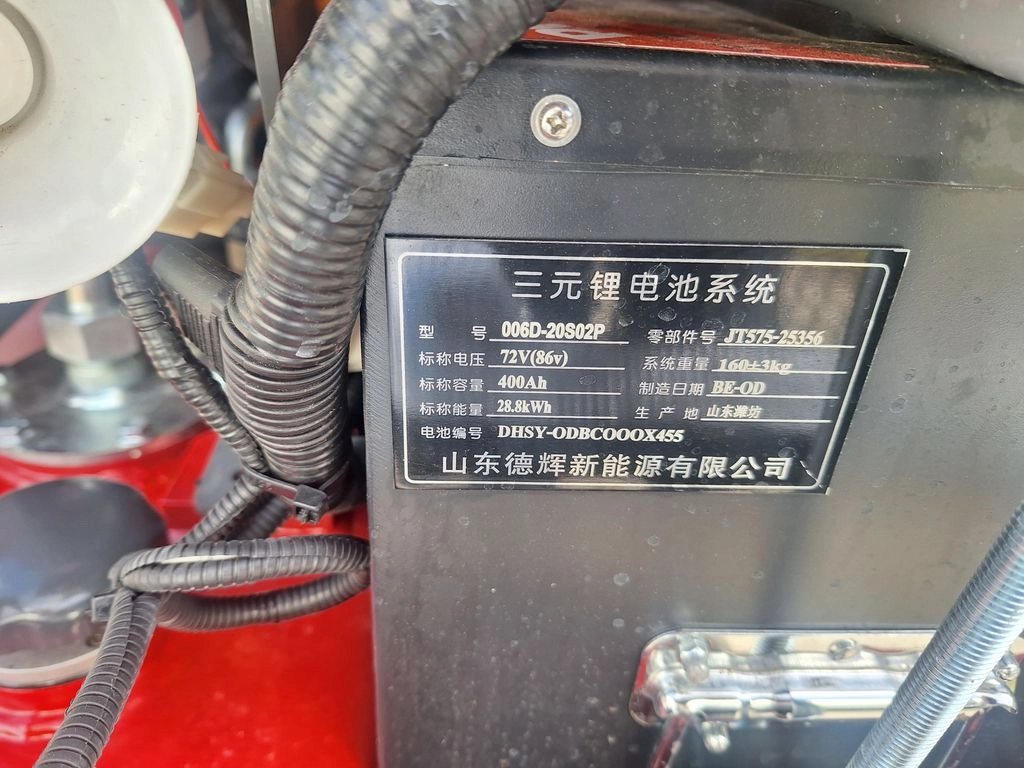 三元锂电池系统
型 号 006D-20S02P 零部件号 JT575-25356
标称电压 72V(86v) 系统重量 160±3kg
标称容量 400Ah 制造日期 BE-OD
标称能量 28.8kWh 生 产 地 山东潍坊
电池编号 DHSY-ODBCOOOX455
山东德辉新能源有限公司